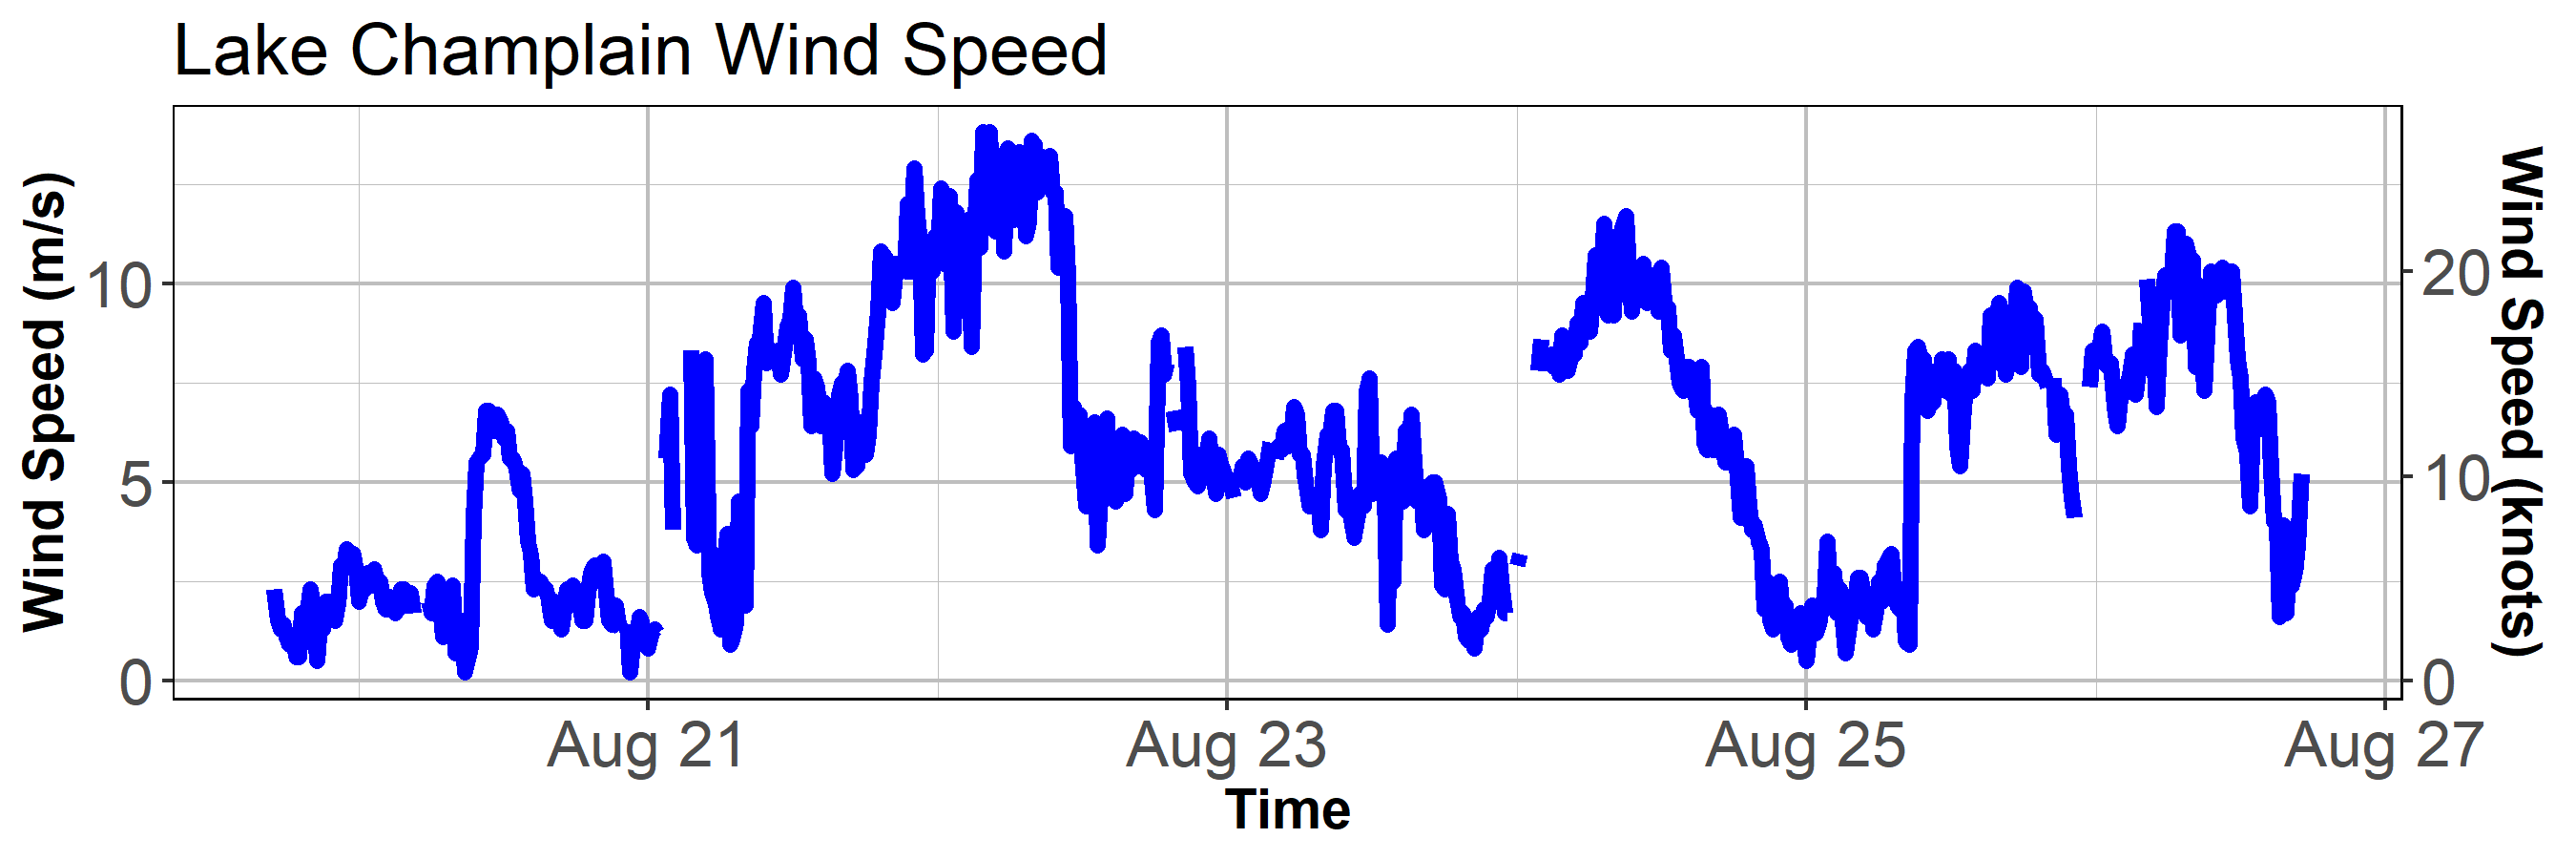 Lake Champlain Wind Speed
Wind Speed (m/s)
10
5
0
20
10
0
Wind Speed (knots)
Aug 21
Aug 23
Aug 25
Aug 27
Time